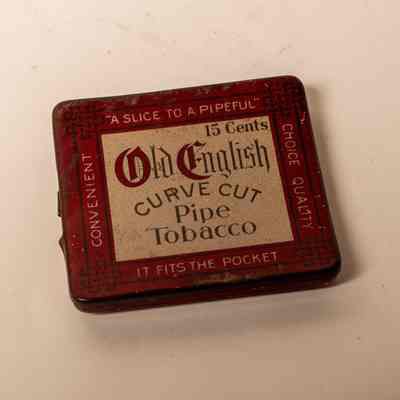 "A SLICE TO A PIPEFUL"
15 Cents
Old English
CURVE CUT
Pipe
Tobacco
CONVENIENT
CHOICE QUALITY
IT FITS THE POCKET